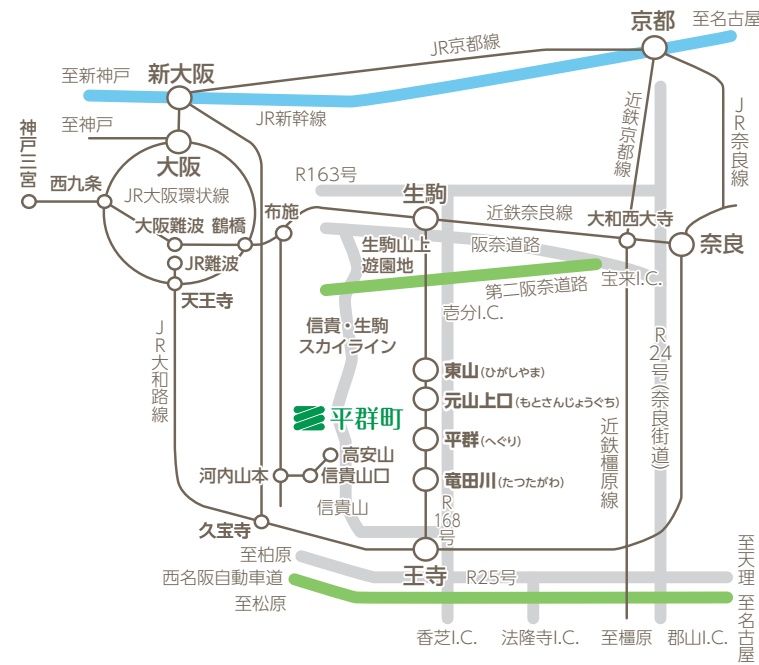 京都
至名古屋
JR京都線
新大阪
至新神戸
JR新幹線
近鉄京都線
JR奈良線
至神戸
大阪
神戸三宮
西九条
JR大阪環状線
R163号
生駒
布施
近鉄奈良線
大和西大寺
大阪難波
鶴橋
生駒山上
遊園地
阪奈道路
奈良
JR難波
宝来I.C.
第二阪奈道路
天王寺
壱分I.C.
信貴・生駒
スカイライン
JR大和路線
R24号(奈良街道)
東山(ひがしやま)
元山上口(もとさんじょうぐち)
平群町
平群(へぐり)
近鉄橿原線
高安山
河内山本
信貴山口
竜田川(たつたがわ)
信貴山
R168号
久宝寺
至柏原
王寺
R25号
至天理
西名阪自動車道
至松原
至名古屋
香芝I.C.
法隆寺I.C.
至橿原
郡山I.C.